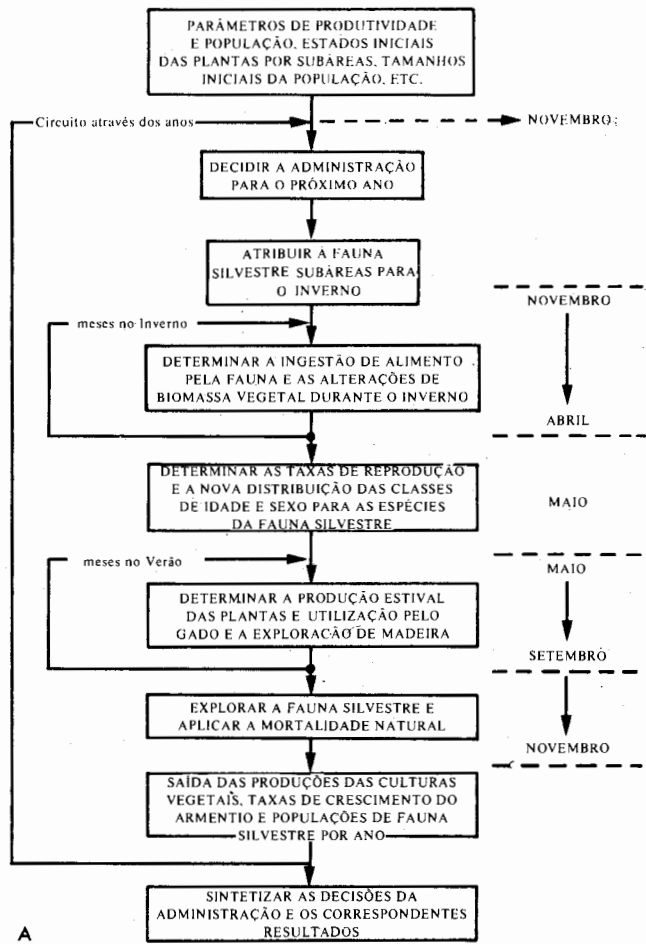 PARÂMETROS DE PRODUTIVIDADE
E POPULAÇÃO, ESTADOS INICIAIS
DAS PLANTAS POR SUBÁREAS, TAMANHOS
INICIAIS DA POPULAÇÃO, ETC.
Circuito através dos anos
NOVEMBRO:
DECIDIR A ADMINISTRAÇÃO
PARA O PRÓXIMO ANO
ATRIBUIR À FAUNA
SILVESTRE SUBÁREAS PARA
O INVERNO
NOVEMBRO
meses no Inverno
DETERMINAR A INGESTÃO DE ALIMENTO
PELA FAUNA E AS ALTERAÇÕES DE
BIOMASSA VEGETAL DURANTE O INVERNO
ABRIL
DETERMINAR AS TAXAS DE REPRODUÇÃO
E A NOVA DISTRIBUIÇÃO DAS CLASSES
DE IDADE E SEXO PARA AS ESPÉCIES
DA FAUNA SILVESTRE
MAIO
meses no Verão
MAIO
DETERMINAR A PRODUÇÃO ESTIVAL
DAS PLANTAS E UTILIZAÇÃO PELO
GADO E A EXPLORAÇÃO DE MADEIRA
SETEMBRO
EXPLORAR A FAUNA SILVESTRE E
APLICAR A MORTALIDADE NATURAL
NOVEMBRO
SAÍDA DAS PRODUÇÕES DAS CULTURAS
VEGETAIS, TAXAS DE CRESCIMENTO DO
ARMENTIO E POPULAÇÕES DE FAUNA
SILVESTRE POR ANO
SINTETIZAR AS DECISÕES DA
ADMINISTRAÇÃO E OS CORRESPONDENTES
RESULTADOS
A